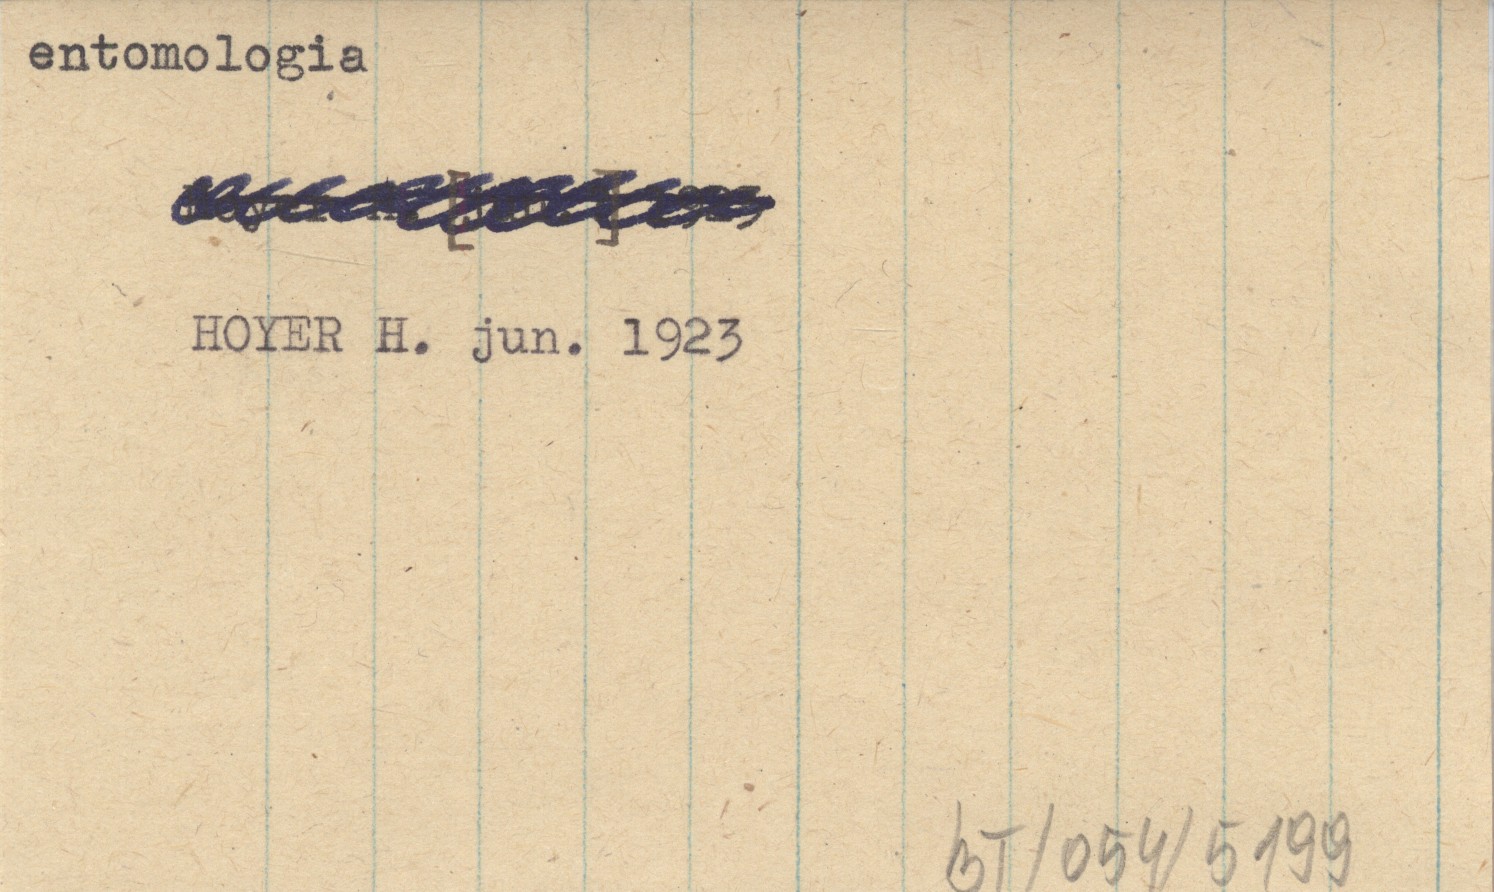 entomologia
HOYER H. jun. 1923
BT/054/5199